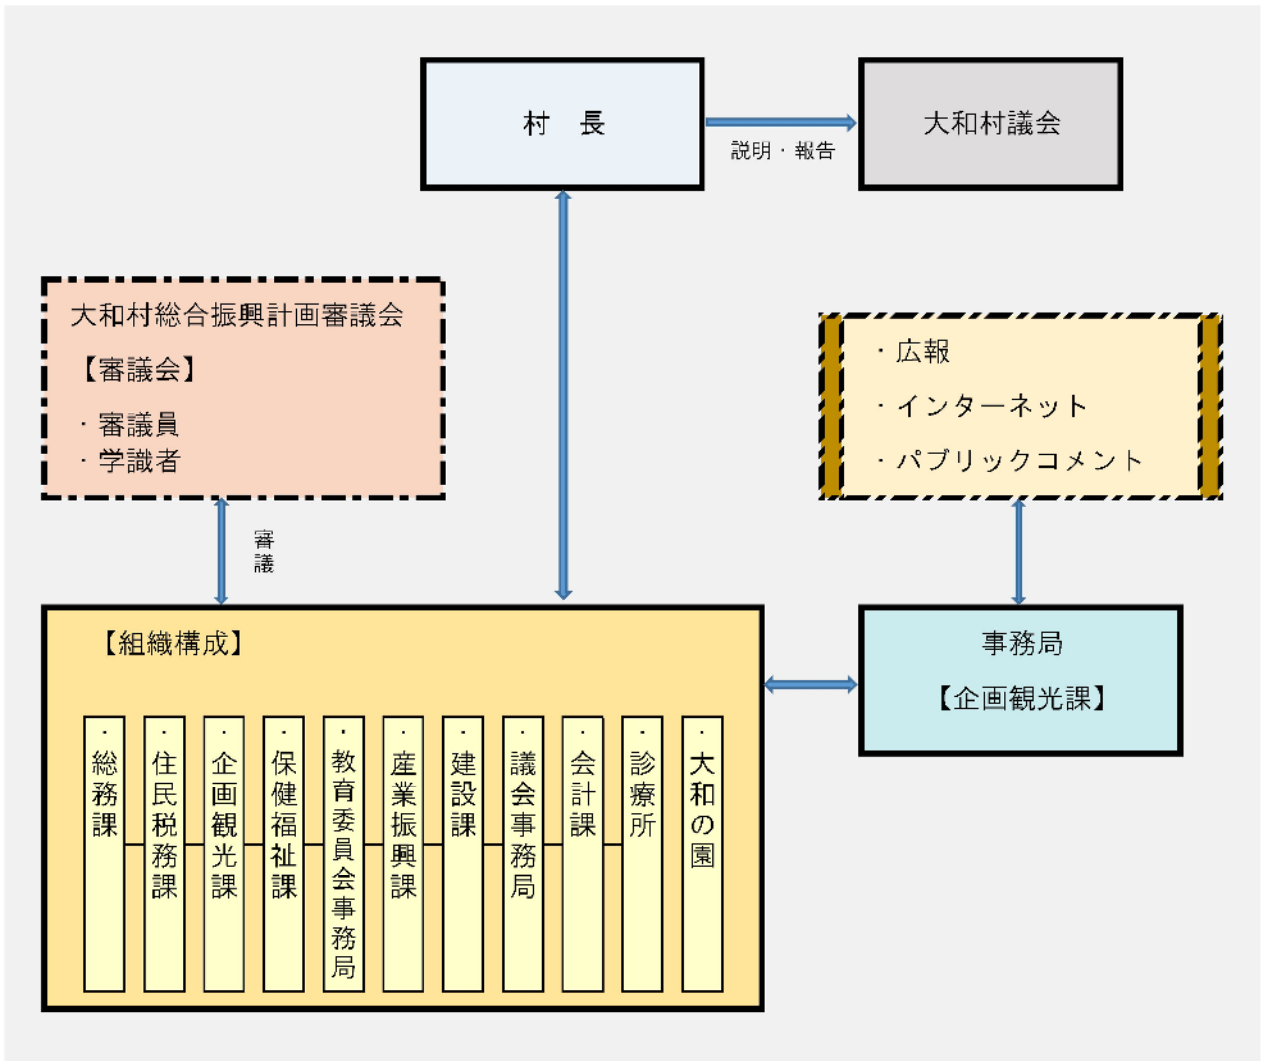 村　長
大和村議会
説明・報告
大和村総合振興計画審議会
【審議会】
・審議員
・学識者
・広報
・インターネット
・パブリックコメント
審議
【組織構成】
事務局
【企画観光課】
・総務課
・住民税務課
・企画観光課
・保健福祉課
・教育委員会事務局
・産業振興課
・建設課
・議会事務局
・会計課
・診療所
・大和の園